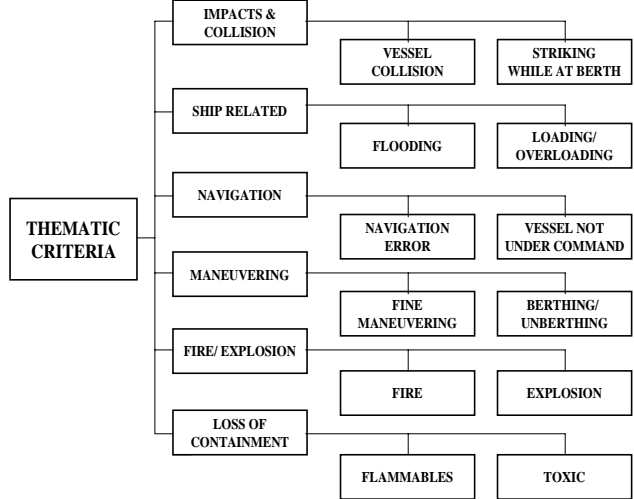 IMPACTS &
COLLISION
VESSEL
COLLISION
STRIKING
WHILE AT BERTH
SHIP RELATED
FLOODING
LOADING/
OVERLOADING
NAVIGATION
NAVIGATION
ERROR
VESSEL NOT
UNDER COMMAND
THEMATIC
CRITERIA
MANEUVERING
FINE
MANEUVERING
BERTHING/
UNBERTHING
FIRE/ EXPLOSION
FIRE
EXPLOSION
LOSS OF
CONTAINMENT
FLAMMABLES
TOXIC